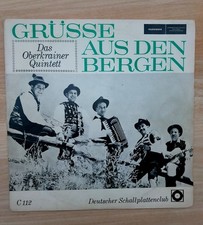 GRÜSSE
Das
Oberkrainer
Quintett
AUS DEN
BERGEN
C 112
Deutscher Schallplattenclub